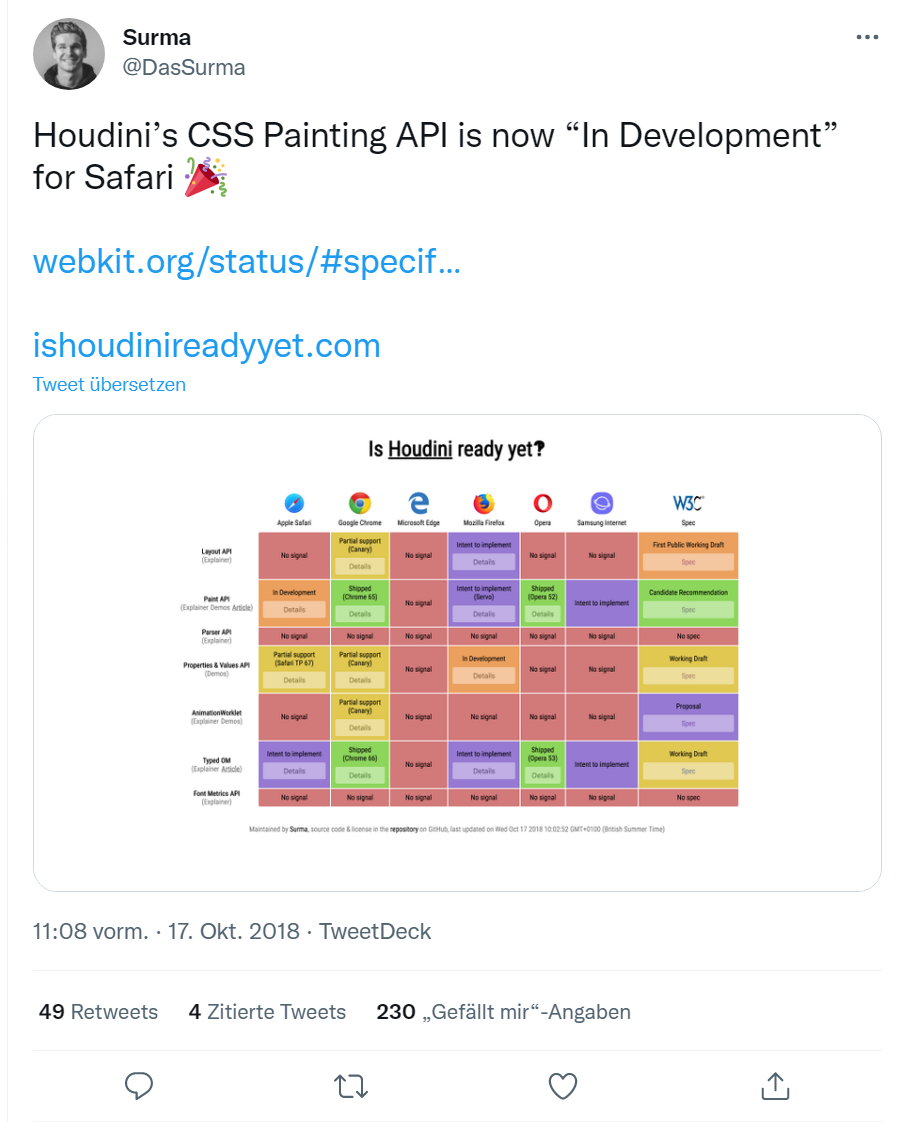 Surma
@DasSurma
Houdini’s CSS Painting API is now “In Development”
for Safari 🎉
webkit.org/status/#specif…
ishoudinireadyyet.com
Tweet übersetzen
Is Houdini ready yet‽
W3C
Apple Safari Google Chrome Microsoft Edge Mozilla Firefox Opera Samsung Internet Spec
Layout API
(Explainer)
No signal
Partial support
(Canary)
Details
No signal
Intent to implement
Details
No signal
No signal
First Public Working Draft
Spec
Paint API
(Explainer Demos Article)
In Development
Details
Shipped
(Chrome 65)
Details
No signal
Intent to implement
(Servo)
Details
Shipped
(Opera 52)
Details
Intent to implement
Candidate Recommendation
Spec
Parser API
(Explainer)
No signal
No signal
No signal
No signal
No signal
No signal
No spec
Properties & Values API
(Demos)
Partial support
(Safari TP 67)
Details
Partial support
(Canary)
Details
No signal
In Development
Details
No signal
No signal
Working Draft
Spec
AnimationWorklet
(Explainer Demos)
No signal
Partial support
(Canary)
Details
No signal
No signal
No signal
No signal
Proposal
Spec
Typed OM
(Explainer Article)
Intent to implement
Details
Shipped
(Chrome 66)
Details
No signal
Intent to implement
Details
Shipped
(Opera 53)
Details
Intent to implement
Working Draft
Spec
Font Metrics API
(Explainer)
No signal
No signal
No signal
No signal
No signal
No signal
No spec
Maintained by Surma, source code & license in the repository on GitHub, last updated on Wed Oct 17 2018 10:02:52 GMT+0100 (British Summer Time)
11:08 vorm. · 17. Okt. 2018 · TweetDeck
49 Retweets 4 Zitierte Tweets 230 „Gefällt mir“-Angaben